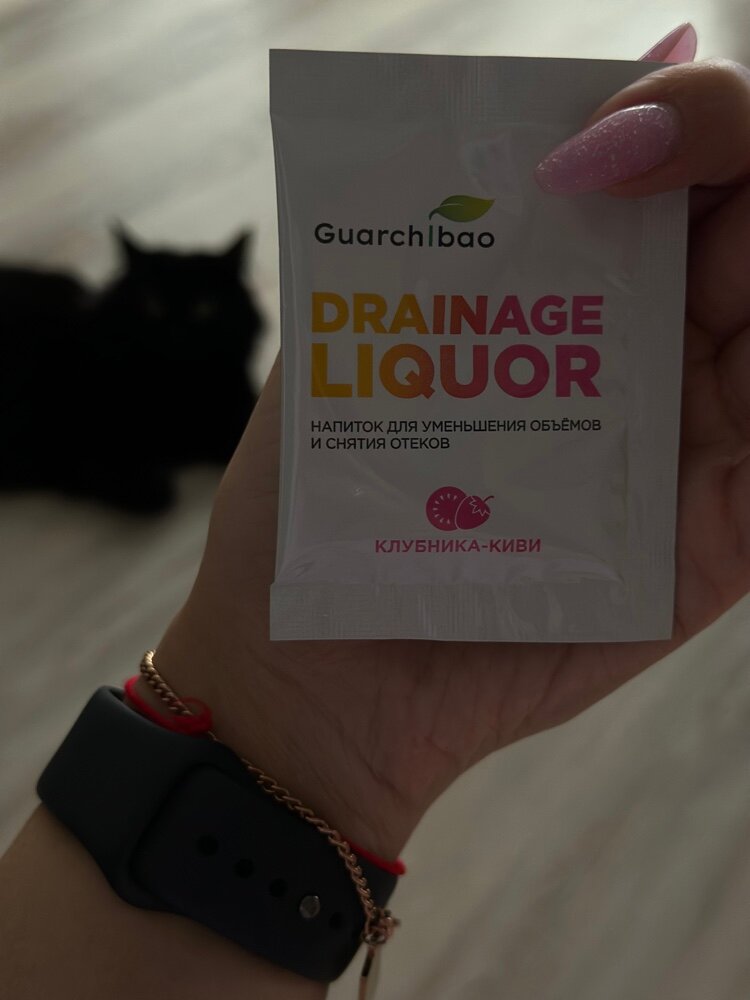 Guarchibao
DRAINAGE
LIQUOR
НАПИТОК ДЛЯ УМЕНЬШЕНИЯ ОБЪЁМОВ
И СНЯТИЯ ОТЕКОВ
КЛУБНИКА-КИВИ